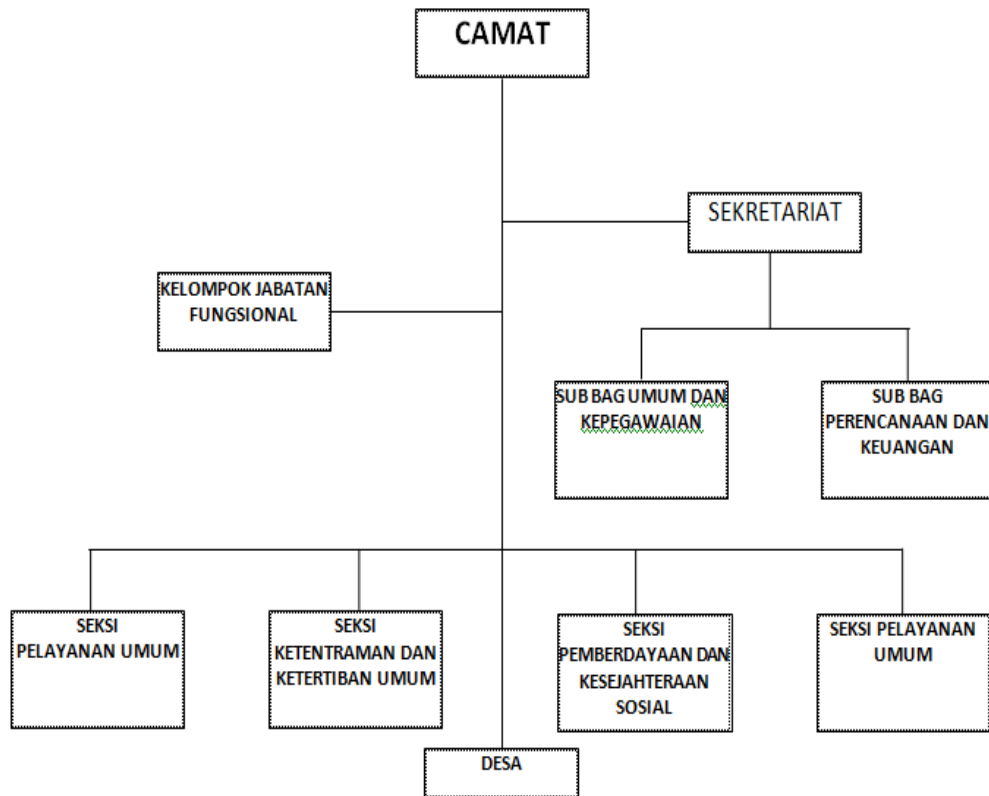 CAMAT
SEKRETARIAT
KELOMPOK JABATAN
FUNGSIONAL
SUB BAG UMUM DAN
KEPEGAWAIAN
SUB BAG
PERENCANAAN DAN
KEUANGAN
SEKSI
PELAYANAN UMUM
SEKSI
KETENTRAMAN DAN
KETERTIBAN UMUM
SEKSI
PEMBERDAYAAN DAN
KESEJAHTERAAN
SOSIAL
SEKSI PELAYANAN
UMUM
DESA